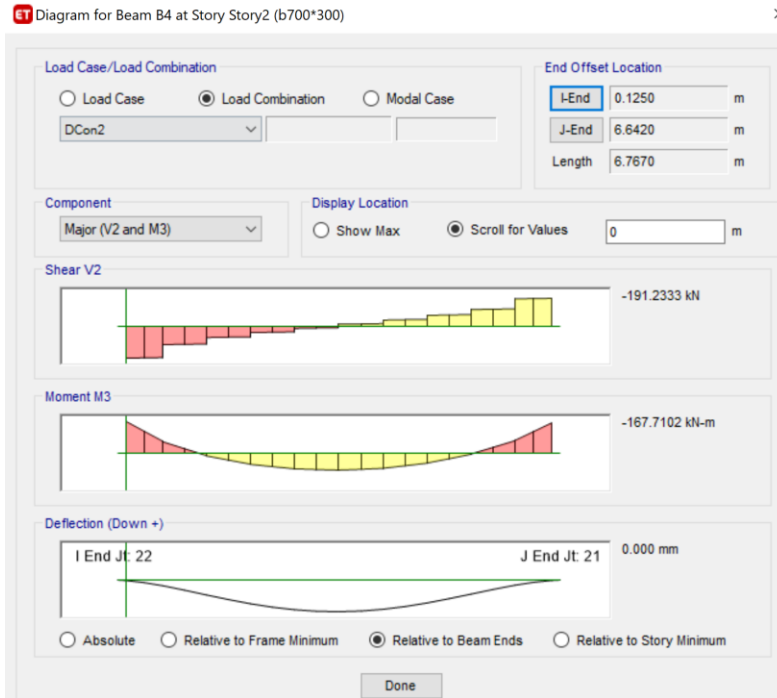 ET Diagram for Beam B4 at Story Story2 (b700*300)
Load Case/Load Combination
Load Case Load Combination Modal Case
DCon2
End Offset Location
I-End 0.1250 m
J-End 6.6420 m
Length 6.7670 m
Component
Major (V2 and M3)
Display Location
Show Max Scroll for Values 0 m
Shear V2
-191.2333 kN
Moment M3
-167.7102 kN-m
Deflection (Down +)
I End Jt: 22 J End Jt: 21 0.000 mm
Absolute Relative to Frame Minimum Relative to Beam Ends Relative to Story Minimum
Done